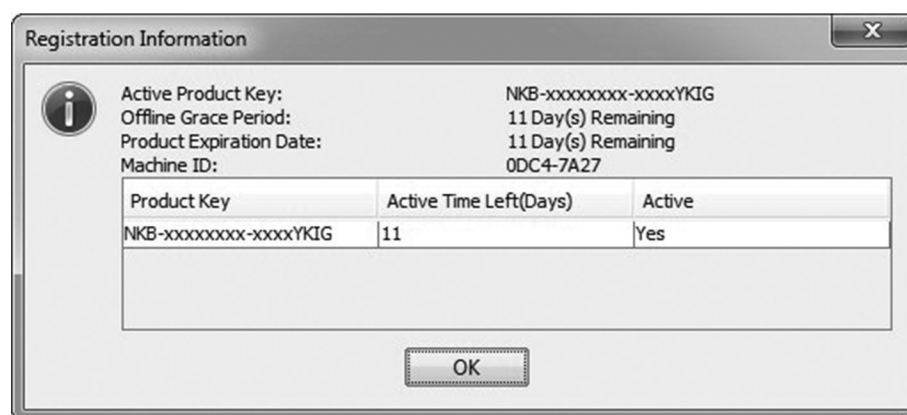 Registration Information
Active Product Key: NKB-xxxxxxxx-xxxxYKIG
Offline Grace Period: 11 Day(s) Remaining
Product Expiration Date: 11 Day(s) Remaining
Machine ID: 0DC4-7A27
Product Key Active Time Left(Days) Active
NKB-xxxxxxxx-xxxxYKIG 11 Yes
OK